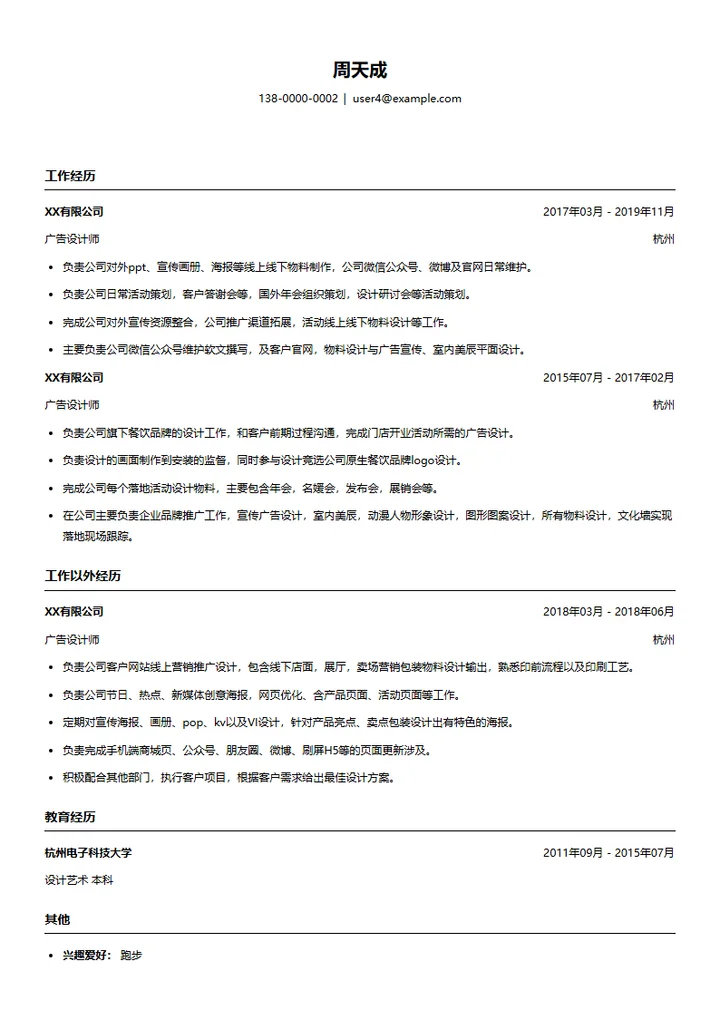 周天成
138-0000-0002 | user4@example.com
工作经历
XX有限公司 2017年03月 - 2019年11月
广告设计师 杭州
• 负责公司对外ppt、宣传画册、海报等线上线下物料制作，公司微信公众号、微博及官网日常维护。
• 负责公司日常活动策划，客户答谢会等，国外年会组织策划，设计研讨会等活动策划。
• 完成公司对外宣传资源整合，公司推广渠道拓展，活动线上线下物料设计等工作。
• 主要负责公司微信公众号维护软文撰写，及客户官网，物料设计与广告宣传、室内美辰平面设计。
XX有限公司 2015年07月 - 2017年02月
广告设计师 杭州
• 负责公司旗下餐饮品牌的设计工作，和客户前期过程沟通，完成门店开业活动所需的广告设计。
• 负责设计的画面制作到安装的监督，同时参与设计竞选公司原生餐饮品牌logo设计。
• 完成公司每个落地活动设计物料，主要包含年会，名媛会，发布会，展销会等。
• 在公司主要负责企业品牌推广工作，宣传广告设计，室内美辰，动漫人物形象设计，图形图案设计，所有物料设计，文化墙实现
落地现场跟踪。
工作以外经历
XX有限公司 2018年03月 - 2018年06月
广告设计师 杭州
• 负责公司客户网站线上营销推广设计，包含线下店面，展厅，卖场营销包装物料设计输出，熟悉印前流程以及印刷工艺。
• 负责公司节日、热点、新媒体创意海报，网页优化、含产品页面、活动页面等工作。
• 定期对宣传海报、画册、pop、kv以及VI设计，针对产品亮点、卖点包装设计出有特色的海报。
• 负责完成手机端商城页、公众号、朋友圈、微博、刷屏H5等的页面更新涉及。
• 积极配合其他部门，执行客户项目，根据客户需求给出最佳设计方案。
教育经历
杭州电子科技大学 2011年09月 - 2015年07月
设计艺术 本科
其他
• 兴趣爱好： 跑步